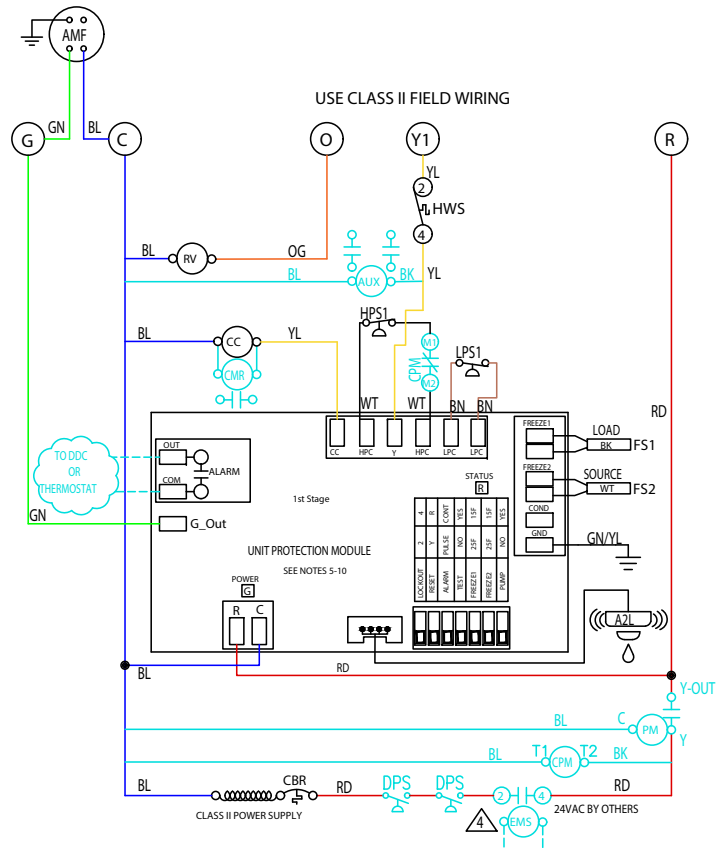 AMF
USE CLASS II FIELD WIRING
GN
BL
G
C
O
Y1
R
YL
2
HWS
4
BL
RV
OG
BL
AUX
BK
YL
HPS1
BL
CC
YL
M1
LPS1
CPM
CMR
M2
WT
WT
BN
BN
RD
CC
HPC
Y
HPC
LPC
LPC
FREEZE1
LOAD
BK
FS1
OUT
TO DDC
OR
THERMOSTAT
ALARM
COM
STATUS
R
FREEZE2
SOURCE
WT
FS2
1st Stage
COND
GN
G_Out
GND
GN/YL
UNIT PROTECTION MODULE
SEE NOTES 5-10
4
R
CONT
YES
15F
15F
YES
2
Y
PULSE
NO
25F
25F
NO
LOCKOUT
RESET
ALARM
TEST
FREEZE1
FREEZE2
PUMP
POWER
G
R
C
A2L
BL
RD
Y-OUT
BL
C
PM
Y
BL
T1
CPM
T2
BK
BL
CBR
RD
DPS
DPS
2
4
RD
CLASS II POWER SUPPLY
24VAC BY OTHERS
4
EMS